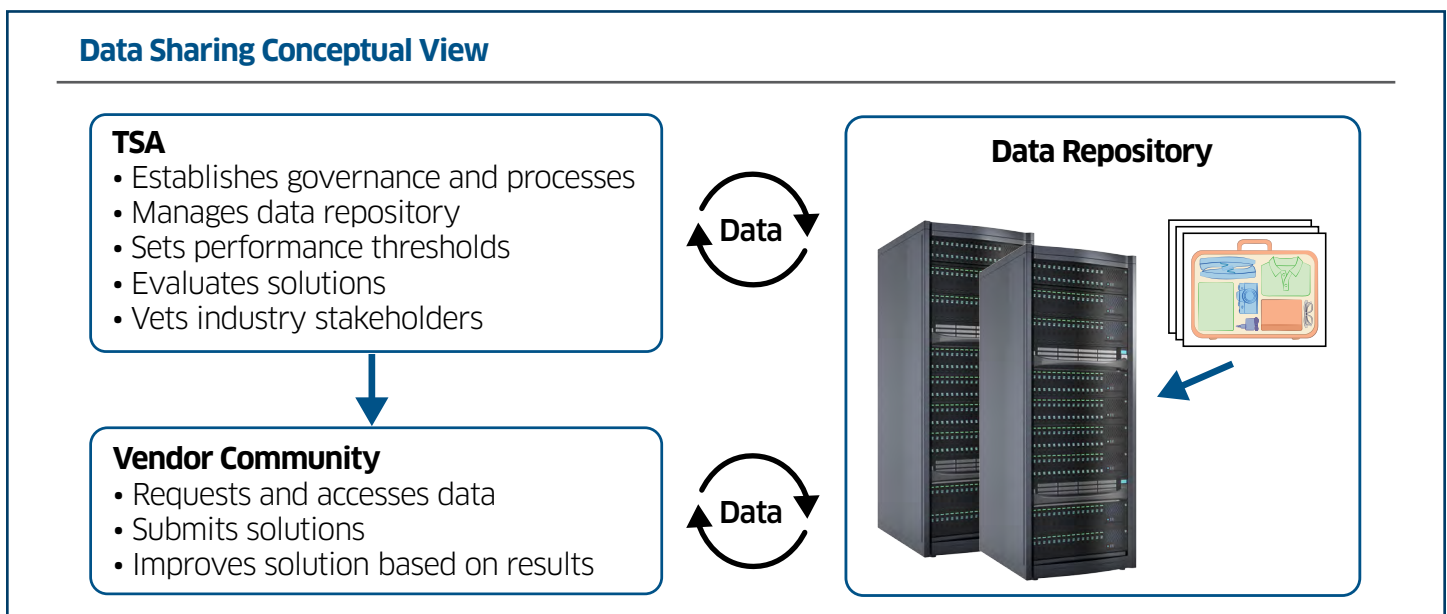 Data Sharing Conceptual View
TSA
• Establishes governance and processes
• Manages data repository
• Sets performance thresholds
• Evaluates solutions
• Vets industry stakeholders
Data
Data Repository
Vendor Community
• Requests and accesses data
• Submits solutions
• Improves solution based on results
Data